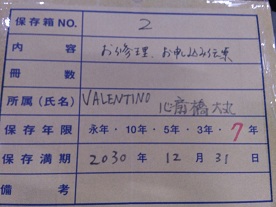 保存箱NO. 2
内容 お修理、お申込み伝票
冊数
所属(氏名) VALENTINO 心斎橋大丸
保存年限 永年・10年・5年・3年・7年
保存満期 2030年12月31日
備考